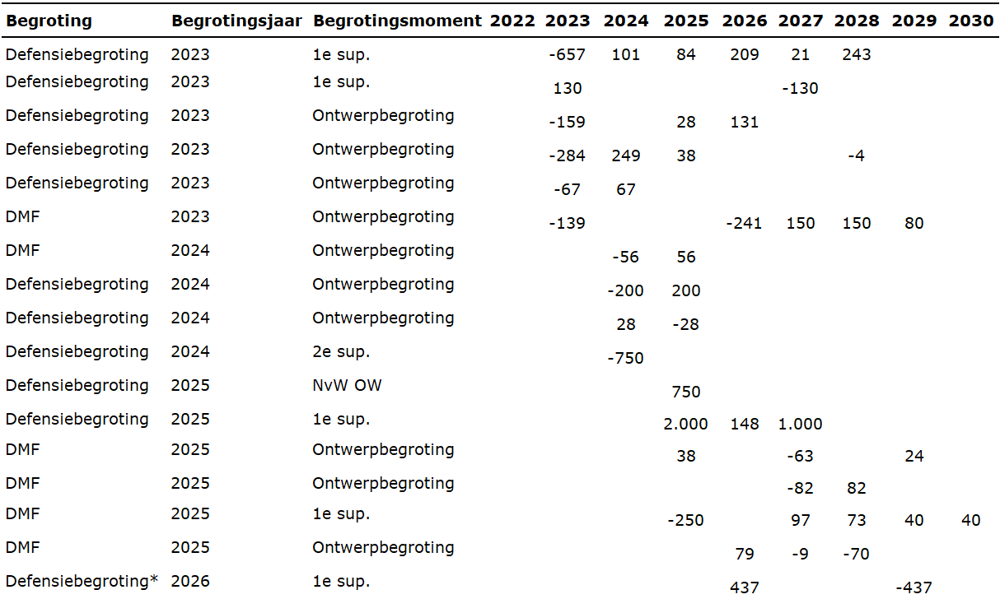 Begroting Begrotingsjaar Begrotingsmoment 2022 2023 2024 2025 2026 2027 2028 2029 2030
Defensiebegroting 2023 1e sup. -657 101 84 209 21 243
Defensiebegroting 2023 1e sup. 130 -130
Defensiebegroting 2023 Ontwerpbegroting -159 28 131
Defensiebegroting 2023 Ontwerpbegroting -284 249 38 -4
Defensiebegroting 2023 Ontwerpbegroting -67 67
DMF 2023 Ontwerpbegroting -139 -241 150 150 80
DMF 2024 Ontwerpbegroting -56 56
Defensiebegroting 2024 Ontwerpbegroting -200 200
Defensiebegroting 2024 Ontwerpbegroting 28 -28
Defensiebegroting 2024 2e sup. -750
Defensiebegroting 2025 NvW OW 750
Defensiebegroting 2025 1e sup. 2.000 148 1.000
DMF 2025 Ontwerpbegroting 38 -63 24
DMF 2025 Ontwerpbegroting -82 82
DMF 2025 1e sup. -250 97 73 40 40
DMF 2025 Ontwerpbegroting 79 -9 -70
Defensiebegroting* 2026 1e sup. 437 -437